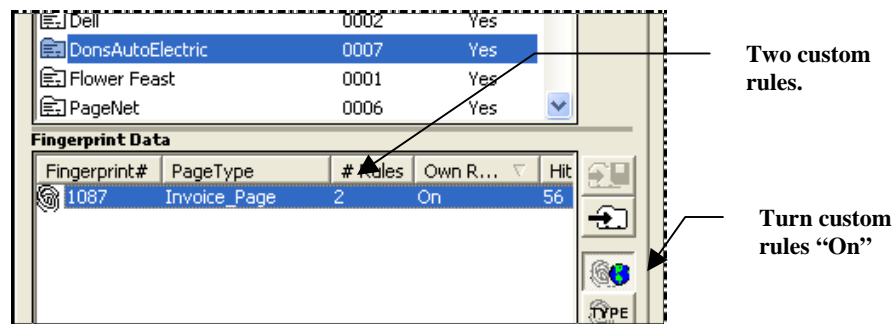 Dell 0002 Yes
DonsAutoElectric 0007 Yes
Flower Feast 0001 Yes
PageNet 0006 Yes
Two custom
rules.
Fingerprint Data
Fingerprint# PageType # Rules Own R... Hit
1087 Invoice_Page 2 On 56
Turn custom
rules “On”
TYPE